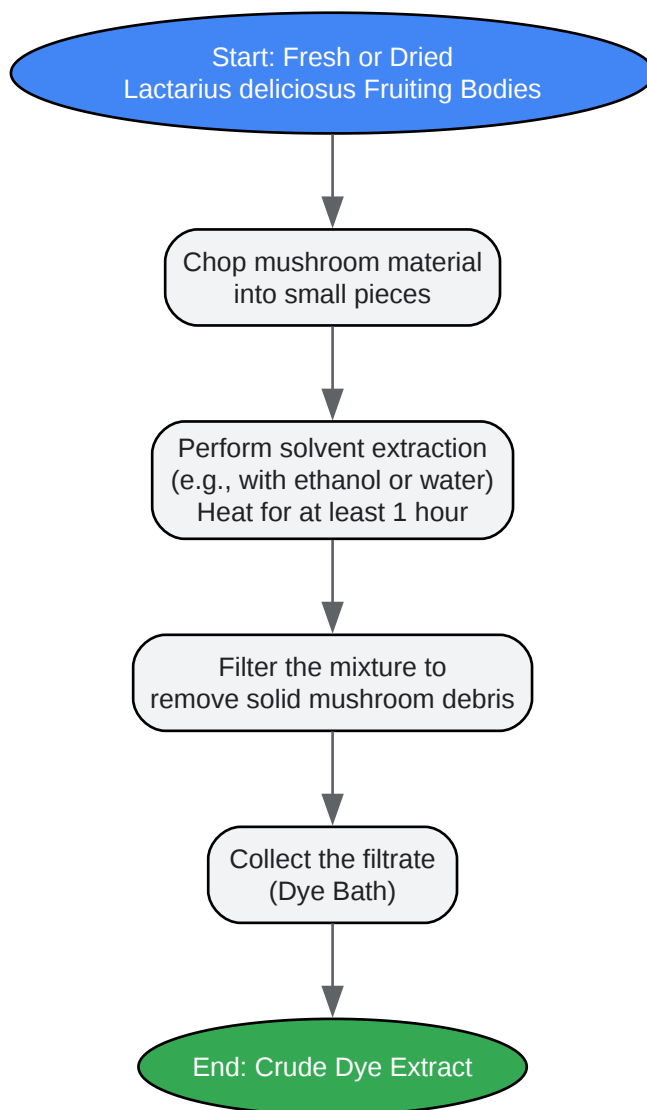 Start: Fresh or Dried
Lactarius deliciosus Fruiting Bodies
Chop mushroom material
into small pieces
Perform solvent extraction
(e.g., with ethanol or water)
Heat for at least 1 hour
Filter the mixture to
remove solid mushroom debris
Collect the filtrate
(Dye Bath)
End: Crude Dye Extract